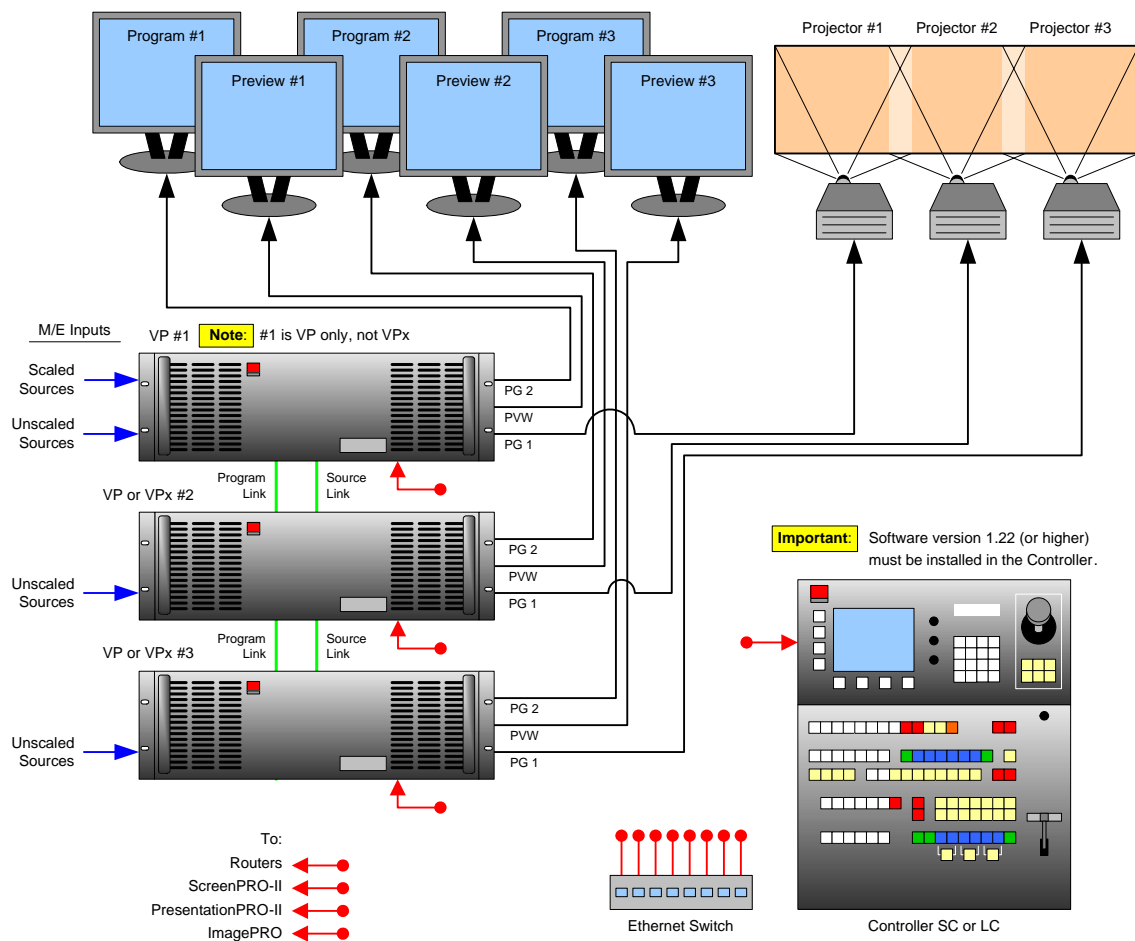 Program #1
Program #2
Program #3
Preview #1
Preview #2
Preview #3
Projector #1
Projector #2
Projector #3
M/E Inputs
VP #1
Note:
#1 is VP only, not VPx
Scaled
Sources
Unscaled
Sources
PG 2
PVW
PG 1
Program
Link
Source
Link
VP or VPx #2
Unscaled
Sources
PG 2
PVW
PG 1
Program
Link
Source
Link
VP or VPx #3
Unscaled
Sources
PG 2
PVW
PG 1
Important:
Software version 1.22 (or higher)
must be installed in the Controller.
To:
Routers
ScreenPRO-II
PresentationPRO-II
ImagePRO
Ethernet Switch
Controller SC or LC